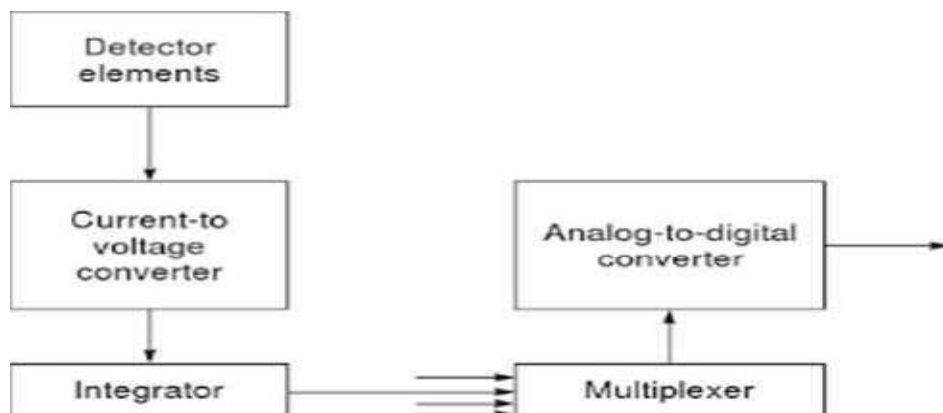 Detector
elements
Current-to
voltage
converter
Integrator
Analog-to-digital
converter
Multiplexer